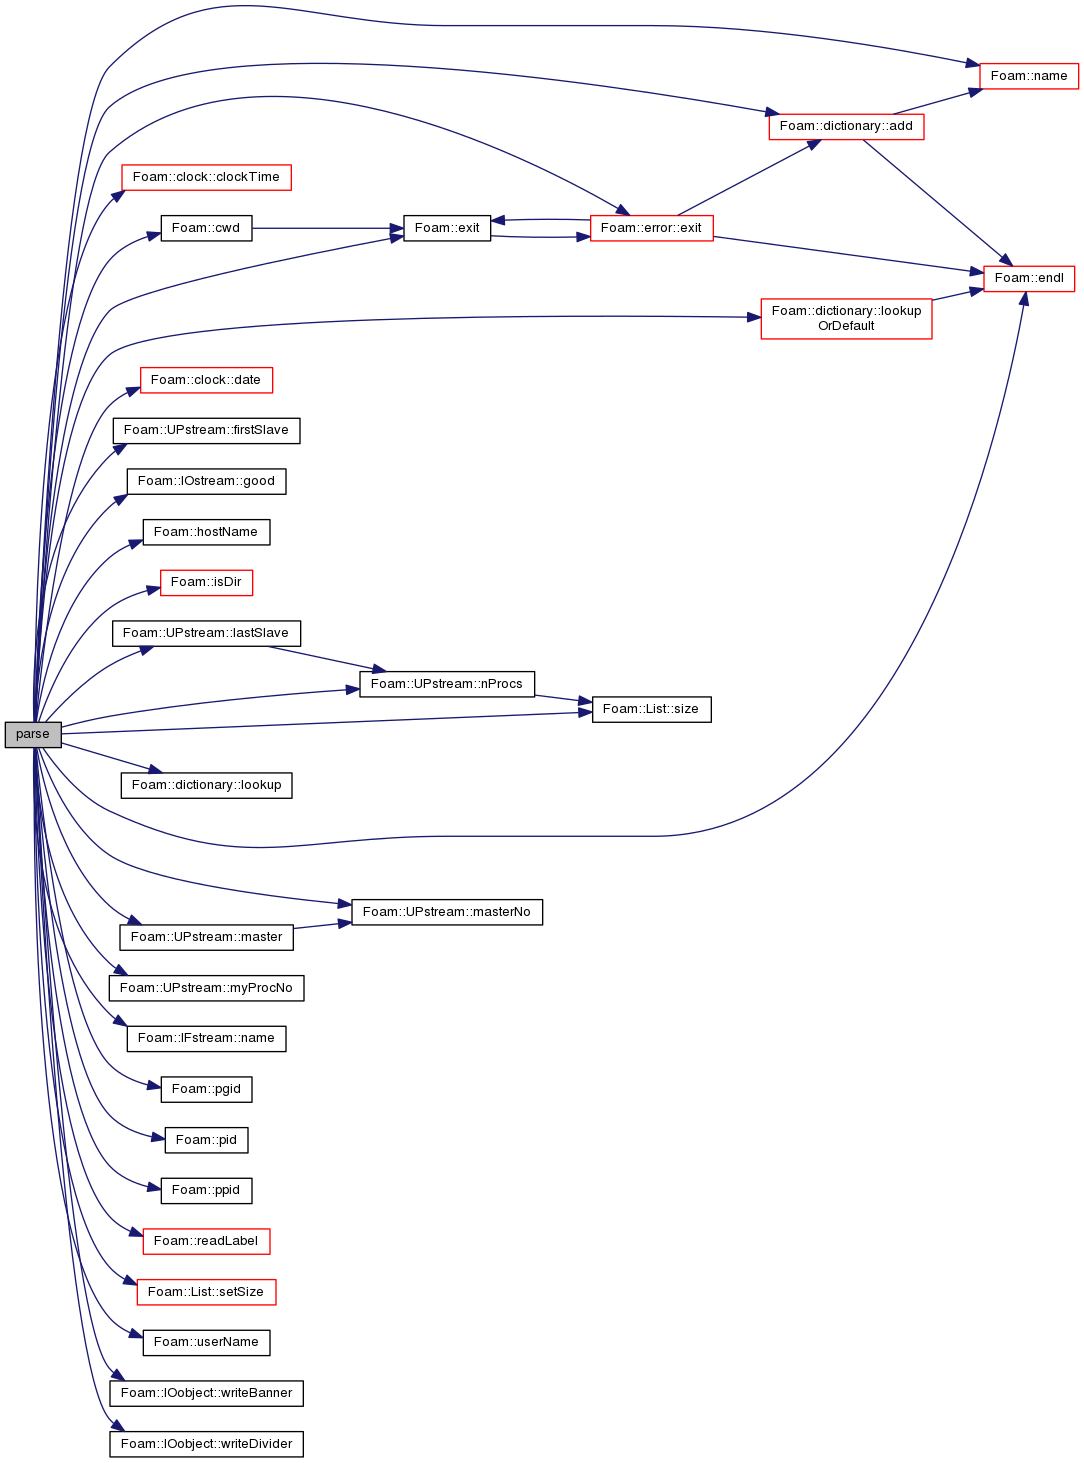 Foam::name
Foam::dictionary::add
Foam::clock::clockTime
Foam::cwd
Foam::exit
Foam::error::exit
Foam::endl
Foam::dictionary::lookup
OrDefault
Foam::clock::date
Foam::UPstream::firstSlave
Foam::IOstream::good
Foam::hostName
Foam::isDir
Foam::UPstream::lastSlave
Foam::UPstream::nProcs
Foam::List::size
parse
Foam::dictionary::lookup
Foam::UPstream::masterNo
Foam::UPstream::master
Foam::UPstream::myProcNo
Foam::IFstream::name
Foam::pgid
Foam::pid
Foam::ppid
Foam::readLabel
Foam::List::setSize
Foam::userName
Foam::IOobject::writeBanner
Foam::IOobject::writeDivider